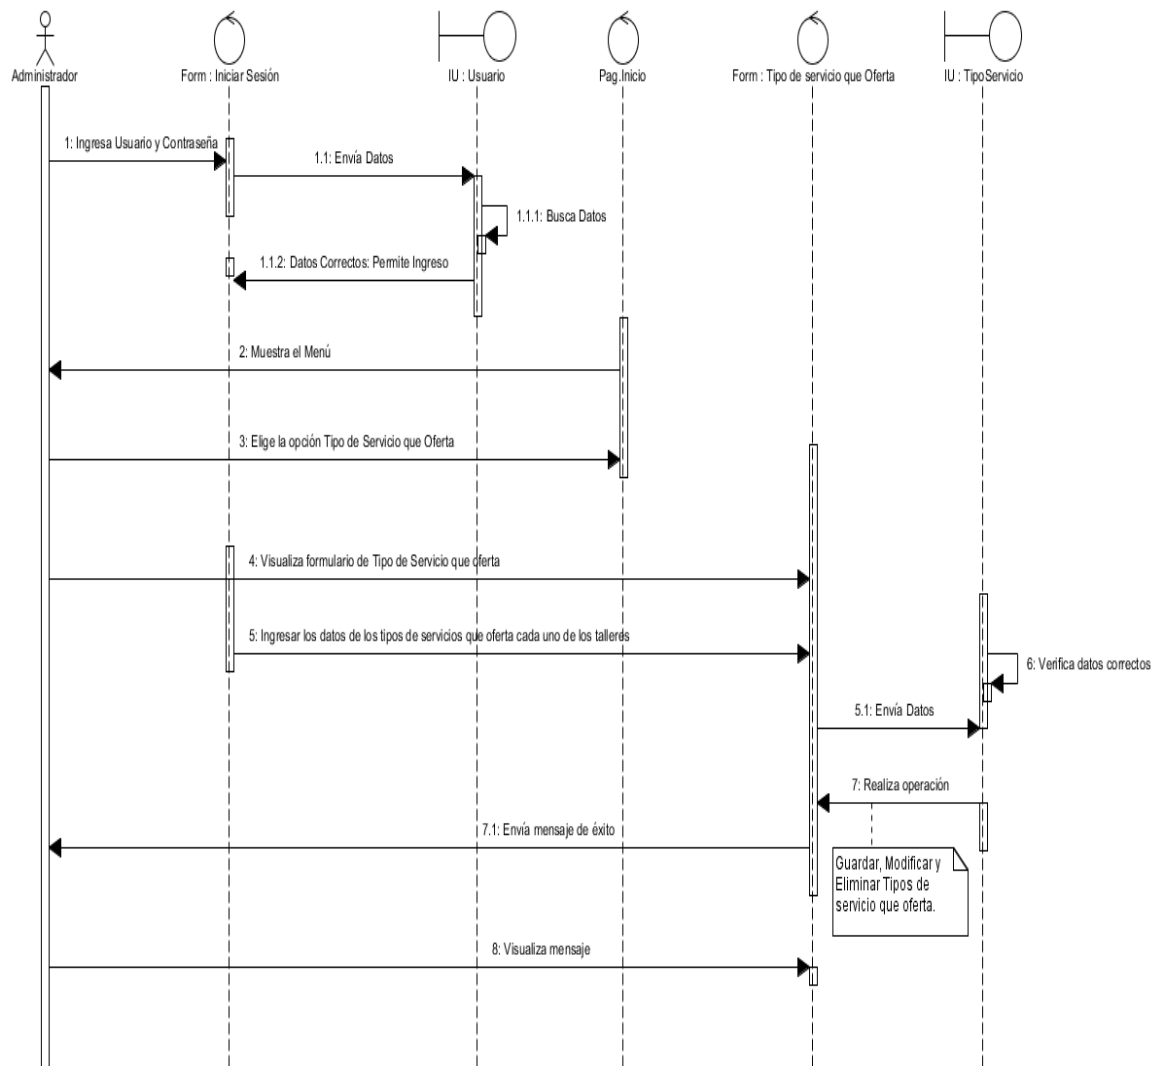 Administrador
Form : Iniciar Sesión
IU : Usuario
Pag.Inicio
Form : Tipo de servicio que Oferta
IU : TipoServicio
1: Ingresa Usuario y Contraseña
1.1: Envía Datos
1.1.1: Busca Datos
1.1.2: Datos Correctos: Permite Ingreso
2: Muestra el Menú
3: Elige la opción Tipo de Servicio que Oferta
4: Visualiza formulario de Tipo de Servicio que oferta
5: Ingresar los datos de los tipos de servicios que oferta cada uno de los talleres
6: Verifica datos correctos
5.1: Envía Datos
7: Realiza operación
7.1: Envía mensaje de éxito
Guardar, Modificar y
Eliminar Tipos de
servicio que oferta.
8: Visualiza mensaje